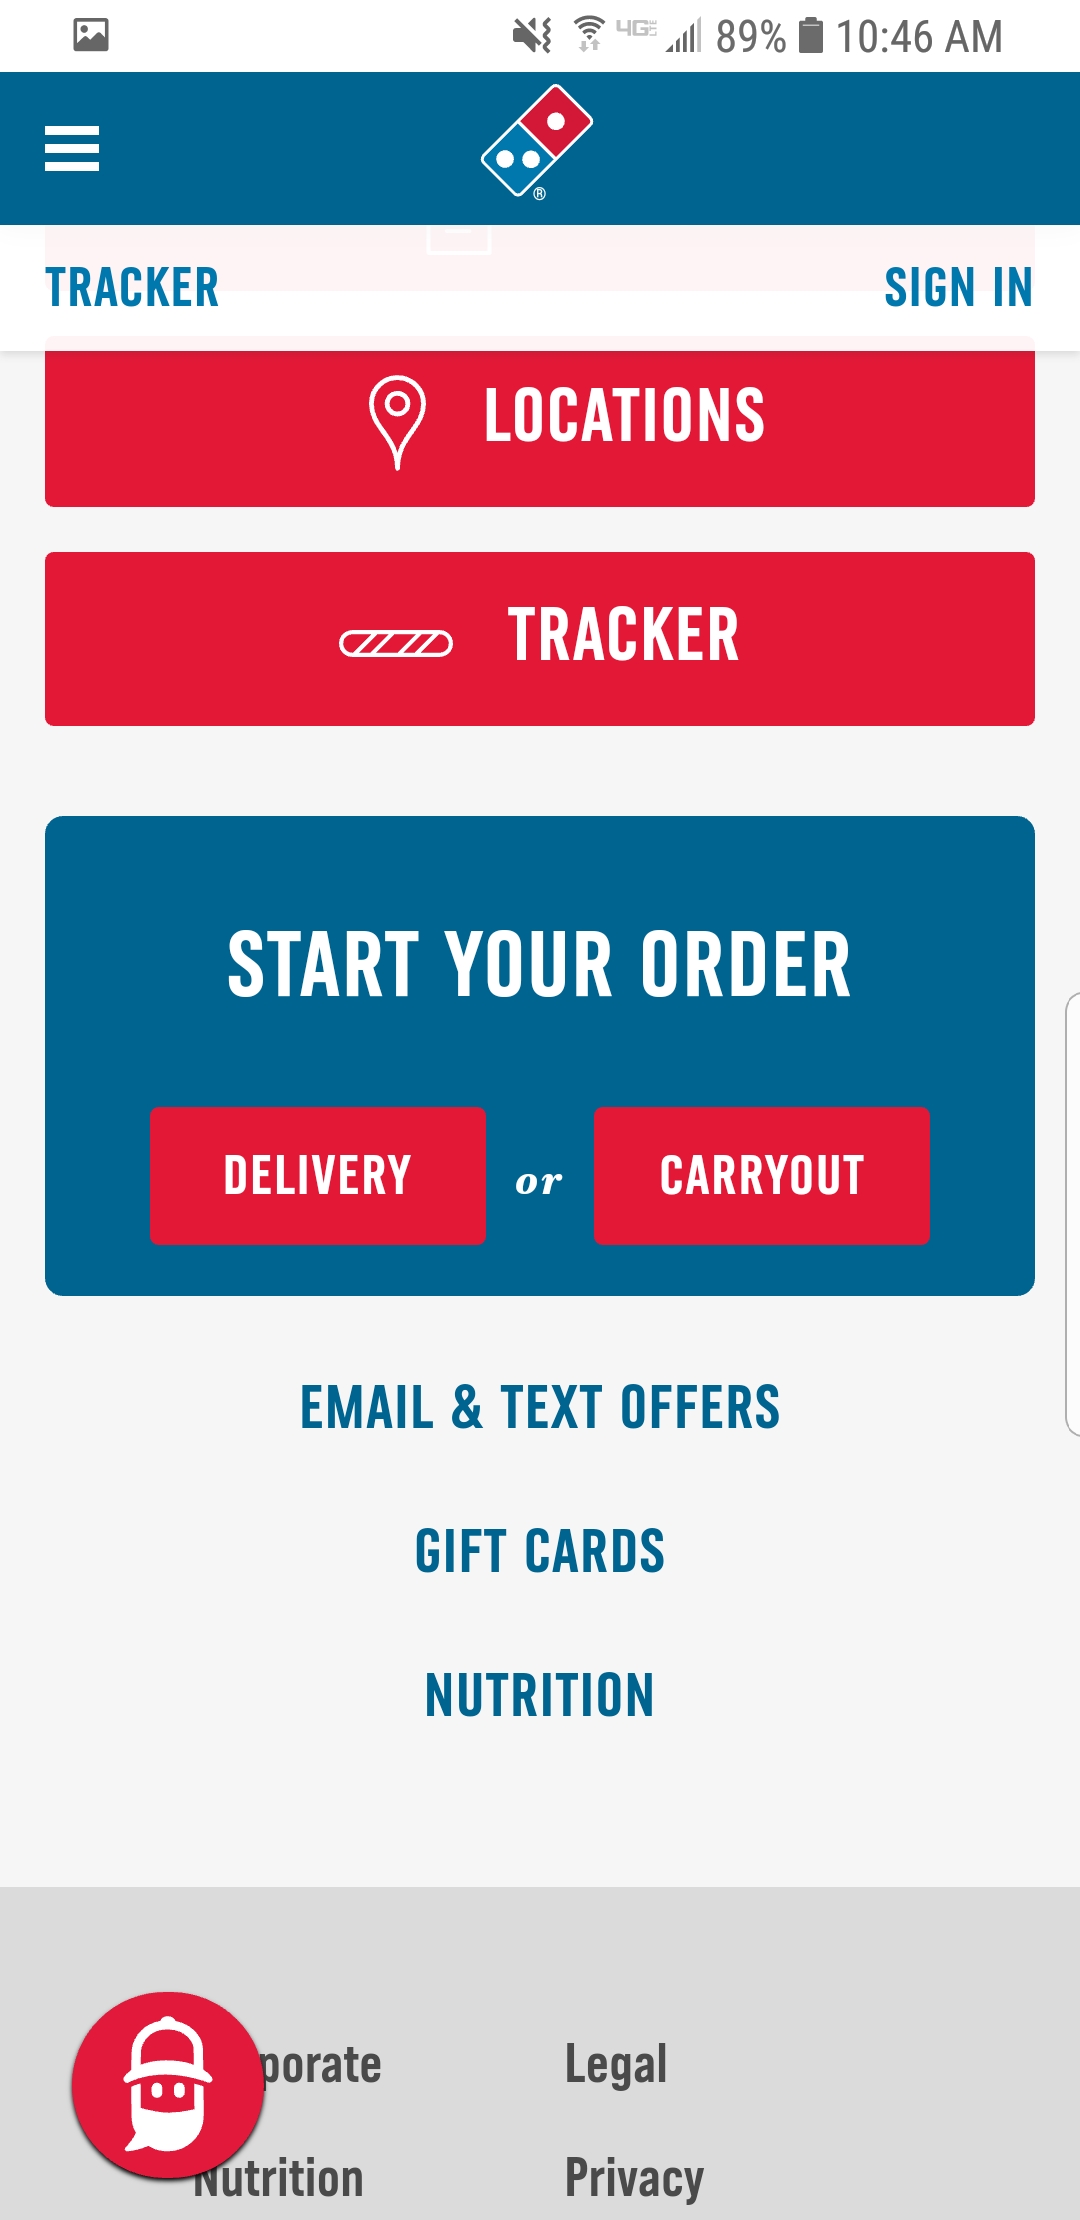 4G LTE 89% 10:46 AM
®
TRACKER SIGN IN
LOCATIONS
TRACKER
START YOUR ORDER
DELIVERY or CARRYOUT
EMAIL & TEXT OFFERS
GIFT CARDS
NUTRITION
porate Legal
Nutrition Privacy